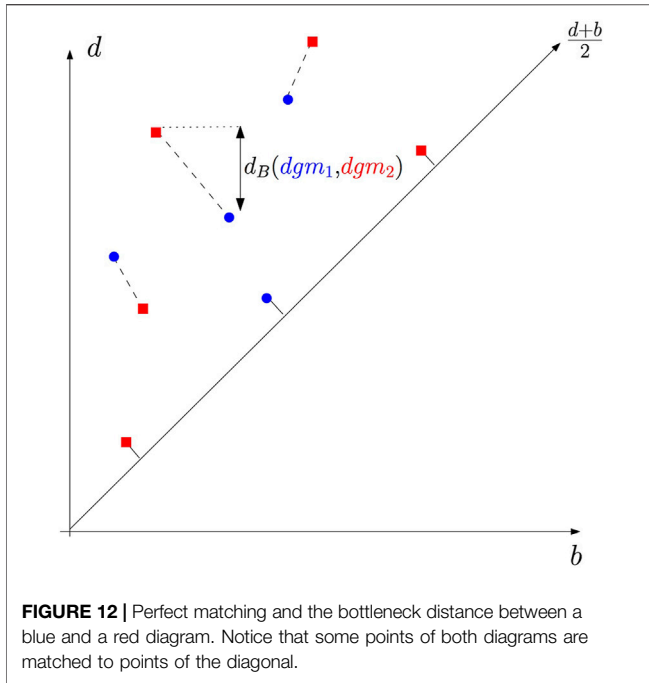 d
d+b
2
d_B(dgm_1,dgm_2)
b
FIGURE 12 | Perfect matching and the bottleneck distance between a
blue and a red diagram. Notice that some points of both diagrams are
matched to points of the diagonal.